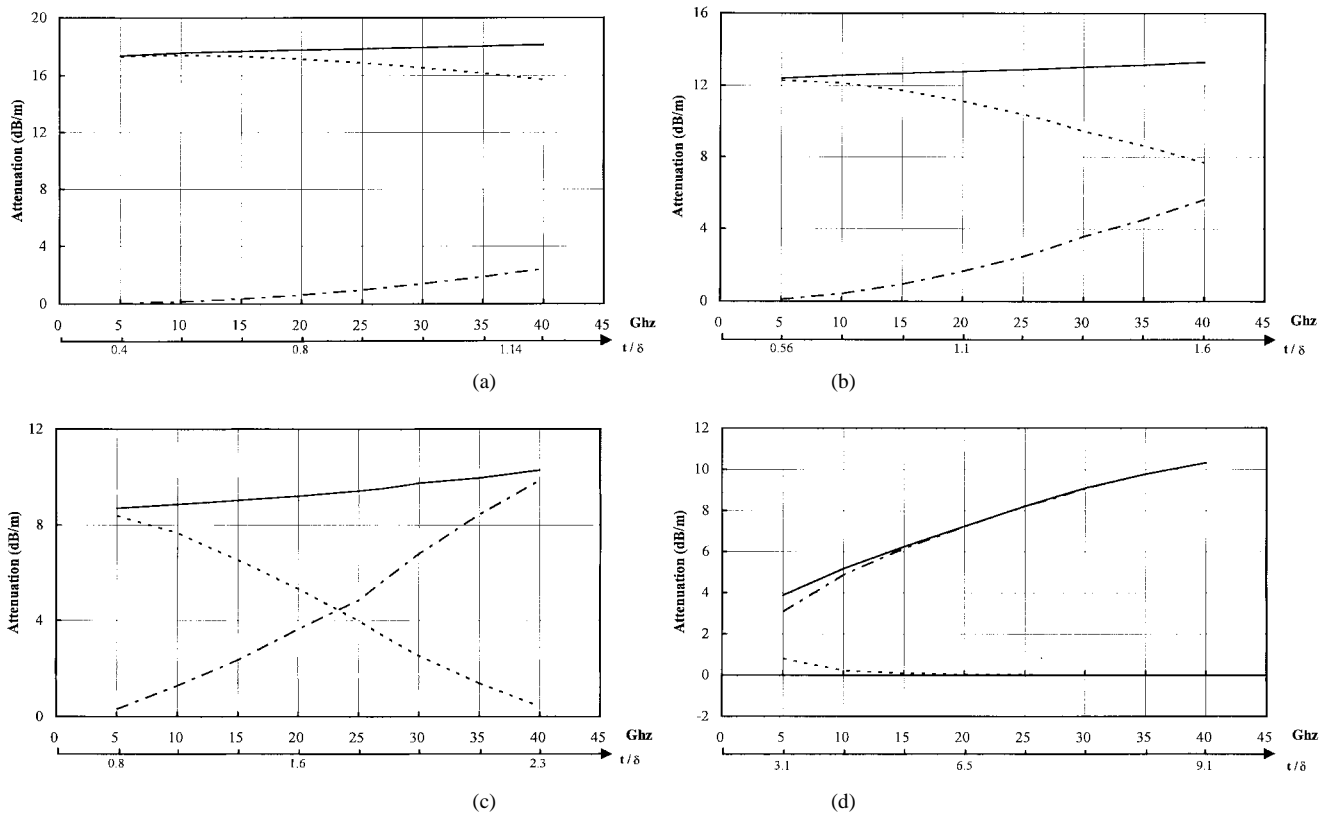 20
16
12
8
4
0
Attenuation (dB/m)
0 5 10 15 20 25 30 35 40 45 Ghz
0.4 0.8 1.14 t / δ
(a)
16
12
8
4
0
Attenuation (dB/m)
0 5 10 15 20 25 30 35 40 45 Ghz
0.56 1.1 1.6 t / δ
(b)
12
8
4
0
Attenuation (dB/m)
0 5 10 15 20 25 30 35 40 45 Ghz
0.8 1.6 2.3 t / δ
(c)
12
10
8
6
4
2
0
-2
Attenuation (dB/m)
0 5 10 15 20 25 30 35 40 45 Ghz
3.1 6.5 9.1 t / δ
(d)